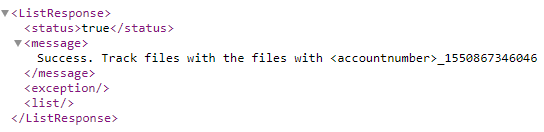 <ListResponse>
<status>true</status>
<message>
Success. Track files with the files with <accountnumber>_1550867346046
</message>
<exception/>
<list/>
</ListResponse>